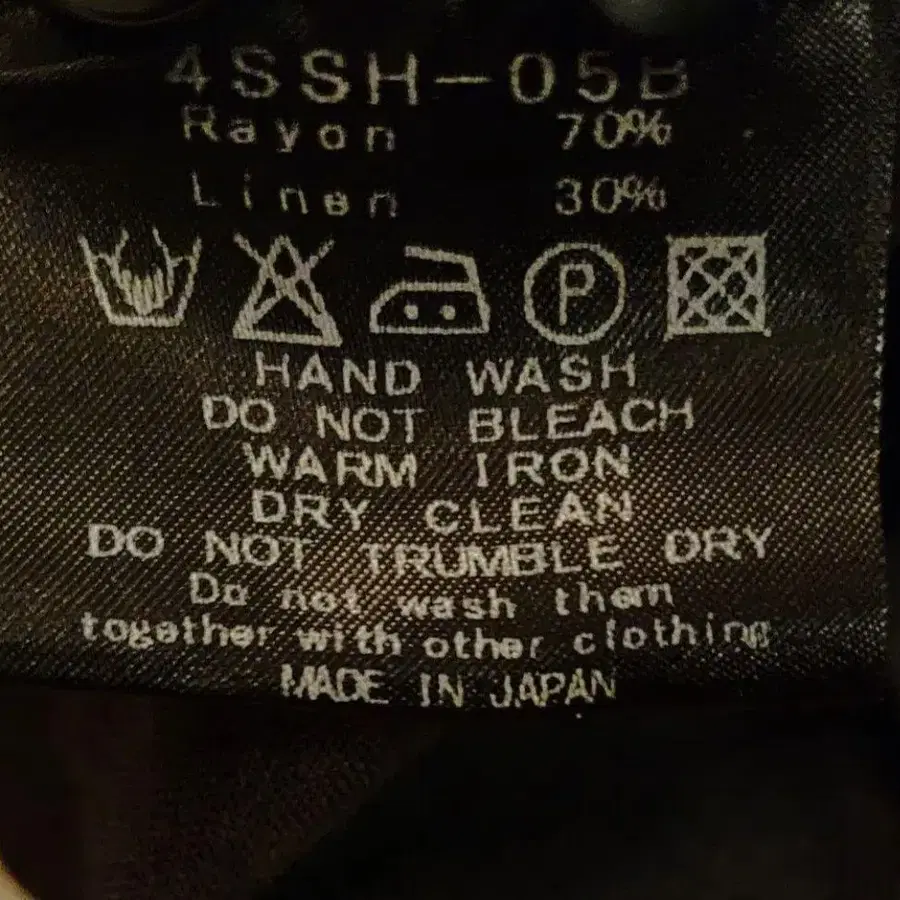 4SSH-05B
Rayon 70%
Linen 30%
P
HAND WASH
DO NOT BLEACH
WARM IRON
DRY CLEAN
DO NOT TRUMBLE DRY
Do not wash them
together with other clothing
MADE IN JAPAN